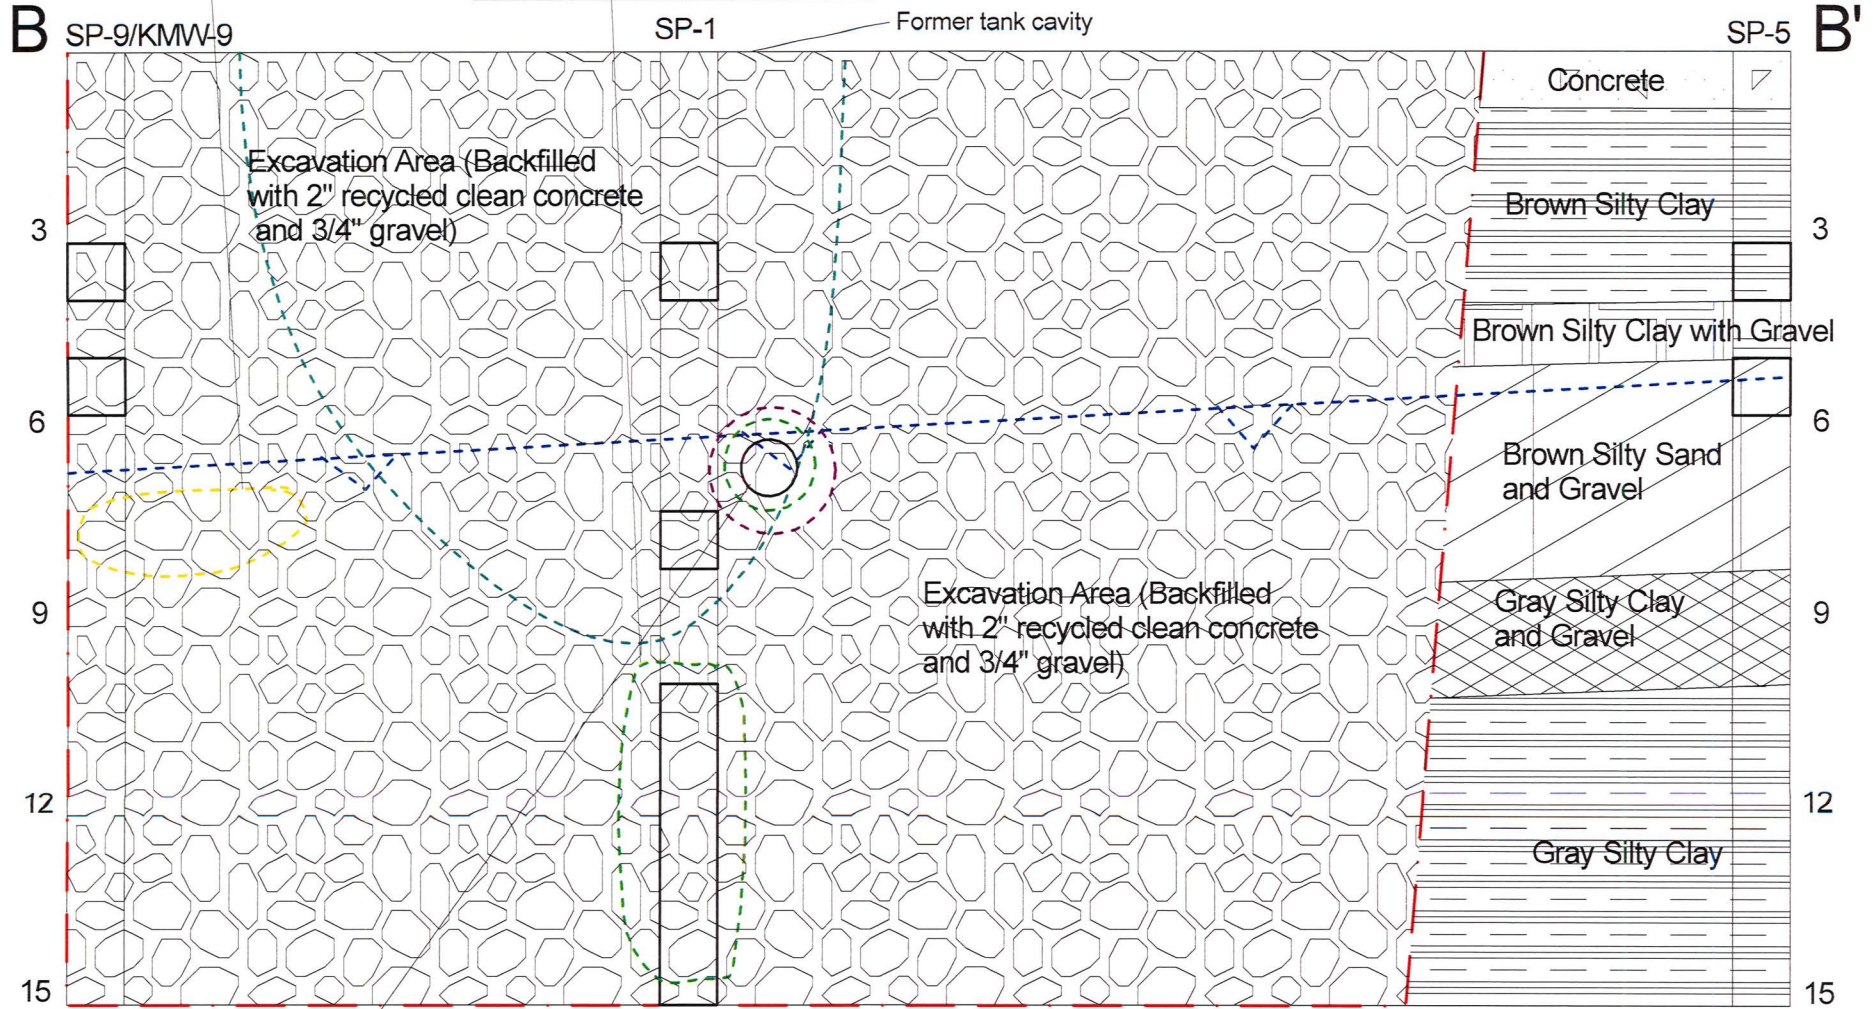 B SP-9/KMW-9 SP-1 Former tank cavity SP-5 B'
Concrete
Excavation Area (Backfilled
with 2" recycled clean concrete
and 3/4" gravel)
Brown Silty Clay
3 3
Brown Silty Clay with Gravel
6 6
Brown Silty Sand
and Gravel
Excavation Area (Backfilled
with 2" recycled clean concrete
and 3/4" gravel)
Gray Silty Clay
and Gravel
9 9
12 12
Gray Silty Clay
15 15